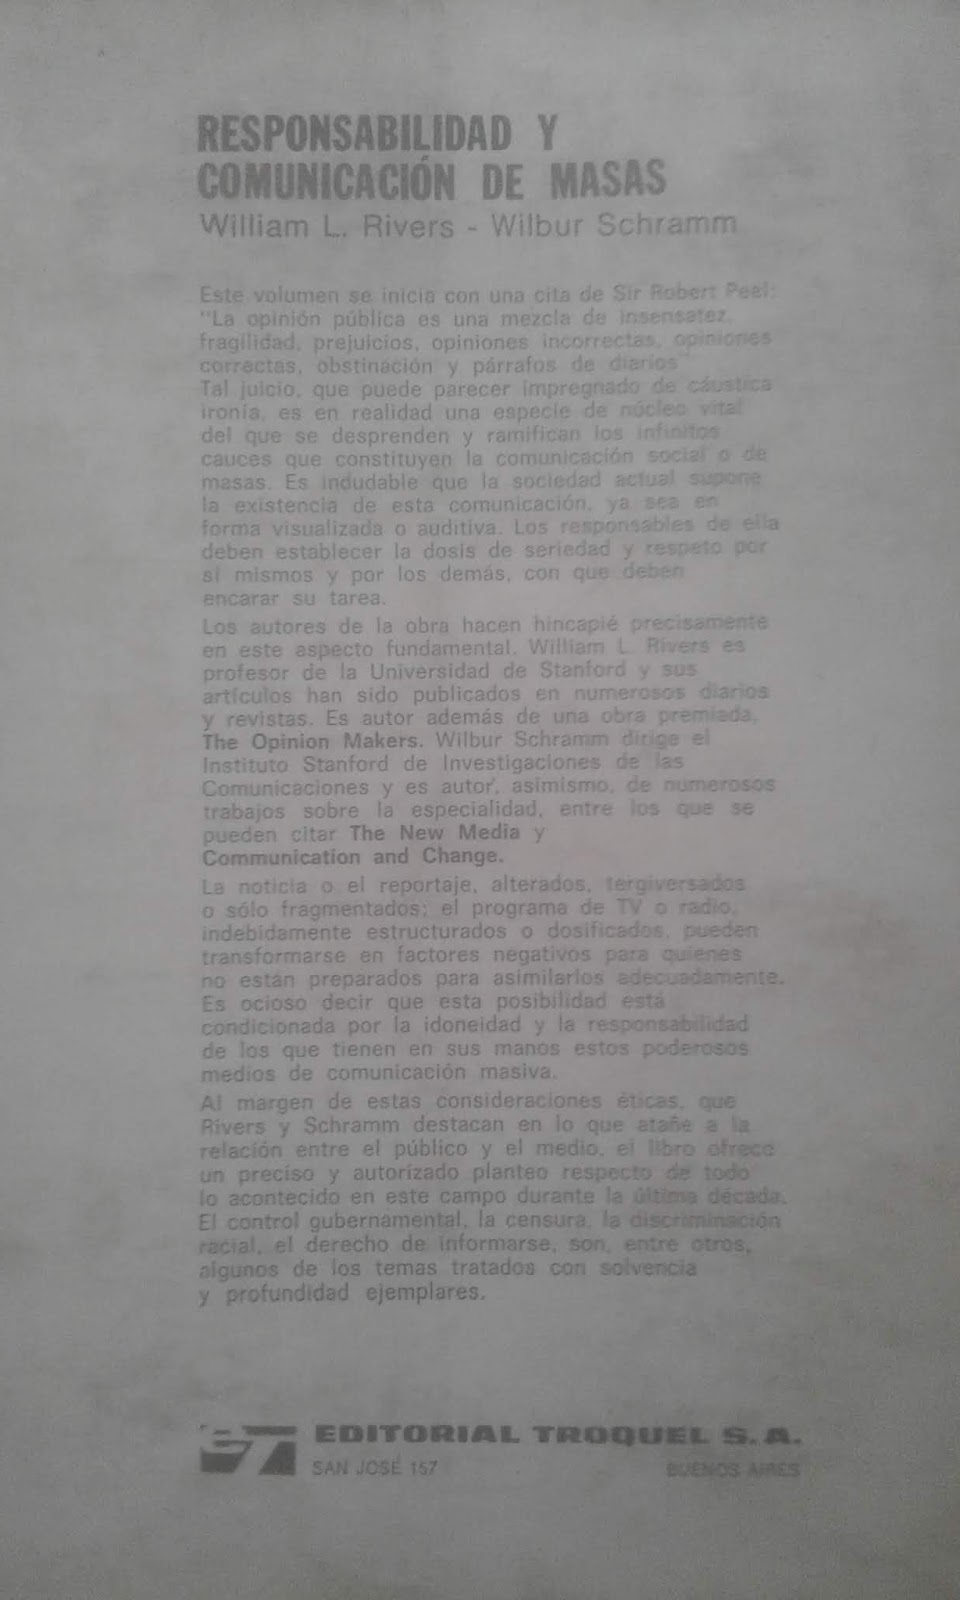 RESPONSABILIDAD Y
COMUNICACIÓN DE MASAS
William L. Rivers - Wilbur Schramm
Este volumen se inicia con una cita de Sir Robert Peel:
"La opinión pública es una mezcla de insensatez,
fragilidad, prejuicios, opiniones incorrectas, opiniones
correctas, obstinación y párrafos de diarios"
Tal juicio, que puede parecer impregnado de cáustica
ironía, es en realidad una especie de núcleo vital
del que se desprenden y ramifican los infinitos
cauces que constituyen la comunicación social o de
masas. Es indudable que la sociedad actual supone
la existencia de esta comunicación, ya sea en
forma visualizada o auditiva. Los responsables de ella
deben establecer la dosis de seriedad y respeto por
sí mismos y por los demás, con que deben
encarar su tarea.
Los autores de la obra hacen hincapié precisamente
en este aspecto fundamental. William L. Rivers es
profesor de la Universidad de Stanford y sus
artículos han sido publicados en numerosos diarios
y revistas. Es autor además de una obra premiada,
The Opinion Makers. Wilbur Schramm dirige el
Instituto Stanford de Investigaciones de las
Comunicaciones y es autor, asimismo, de numerosos
trabajos sobre la especialidad, entre los que se
pueden citar The New Media y
Communication and Change.
La noticia o el reportaje, alterados, tergiversados
o sólo fragmentados; el programa de TV o radio,
indebidamente estructurados o dosificados, pueden
transformarse en factores negativos para quienes
no están preparados para asimilarlos adecuadamente.
Es ocioso decir que esta posibilidad está
condicionada por la idoneidad y la responsabilidad
de los que tienen en sus manos estos poderosos
medios de comunicación masiva.
Al margen de estas consideraciones éticas, que
Rivers y Schramm destacan en lo que atañe a la
relación entre el público y el medio, el libro ofrece
un preciso y autorizado planteo respecto de todo
lo acontecido en este campo durante la última década.
El control gubernamental, la censura, la discriminación
racial, el derecho de informarse, son, entre otros,
algunos de los temas tratados con solvencia
y profundidad ejemplares.
EDITORIAL TROQUEL S.A.
SAN JOSÉ 157 BUENOS AIRES